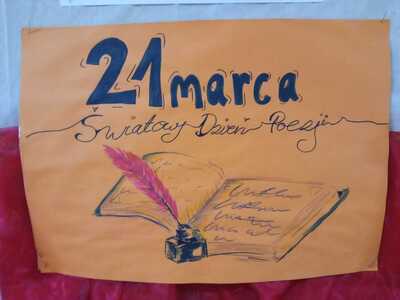 21 marca
Światowy Dzień Poezji